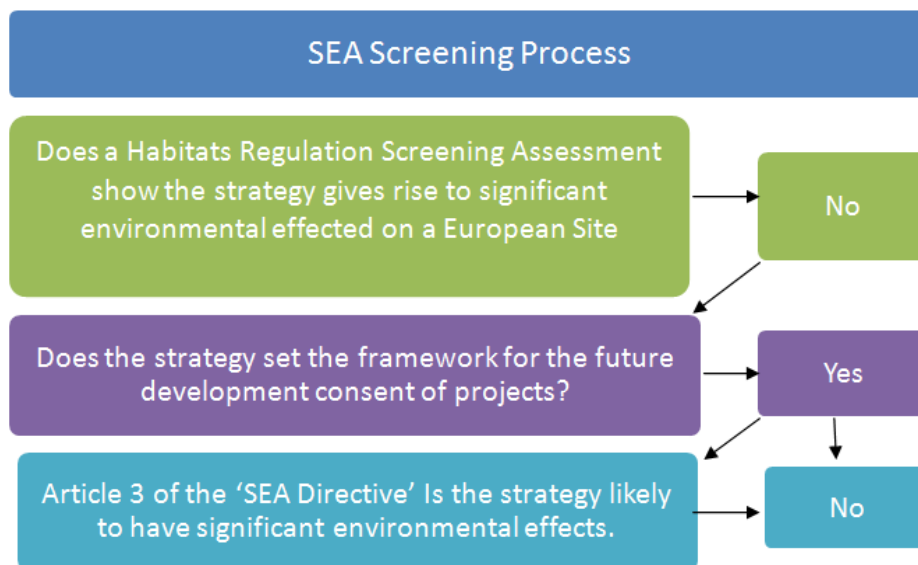 SEA Screening Process
Does a Habitats Regulation Screening Assessment
show the strategy gives rise to significant
environmental effected on a European Site
No
Does the strategy set the framework for the future
development consent of projects?
Yes
Article 3 of the ‘SEA Directive’ Is the strategy likely
to have significant environmental effects.
No